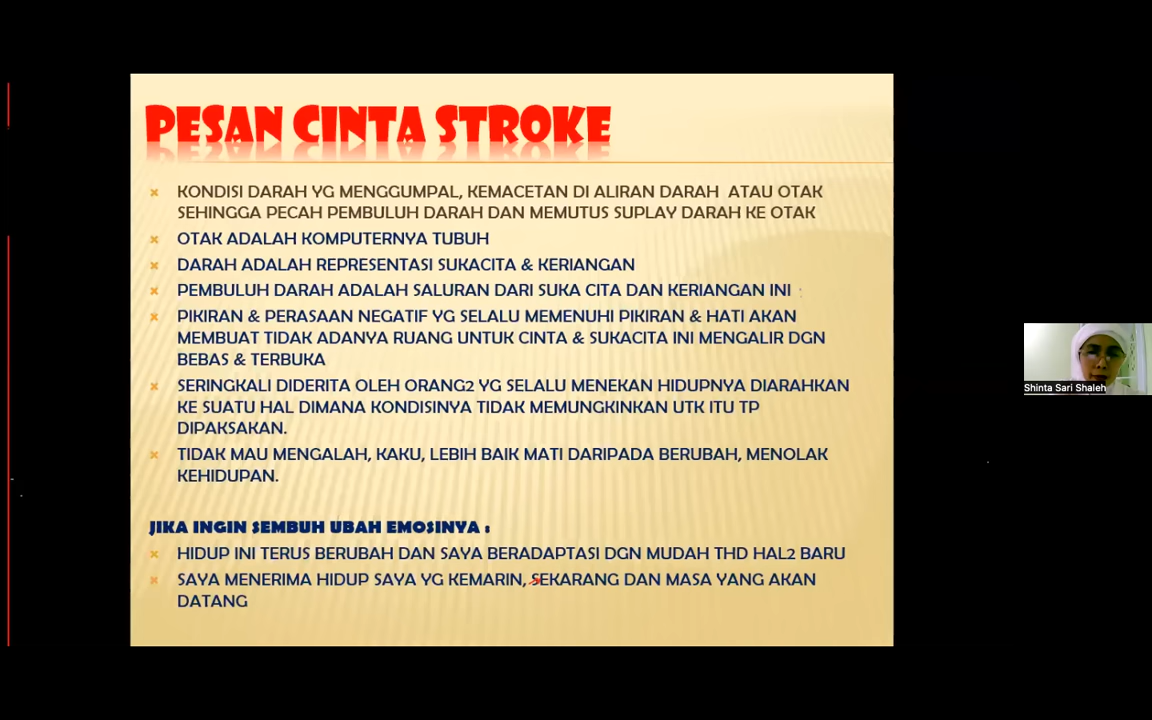 PESAN CINTA STROKE
KONDISI DARAH YG MENGGUMPAL, KEMACETAN DI ALIRAN DARAH ATAU OTAK
SEHINGGA PECAH PEMBULUH DARAH DAN MEMUTUS SUPLAY DARAH KE OTAK
OTAK ADALAH KOMPUTERNYA TUBUH
DARAH ADALAH REPRESENTASI SUKACITA & KERIANGAN
PEMBULUH DARAH ADALAH SALURAN DARI SUKA CITA DAN KERIANGAN INI
PIKIRAN & PERASAAN NEGATIF YG SELALU MEMENUHI PIKIRAN & HATI AKAN
MEMBUAT TIDAK ADANYA RUANG UNTUK CINTA & SUKACITA INI MENGALIR DGN
BEBAS & TERBUKA
SERINGKALI DIDERITA OLEH ORANG2 YG SELALU MENEKAN HIDUPNYA DIARAHKAN
KE SUATU HAL DIMANA KONDISINYA TIDAK MEMUNGKINKAN UTK ITU TP
DIPAKSAKAN.
TIDAK MAU MENGALAH, KAKU, LEBIH BAIK MATI DARIPADA BERUBAH, MENOLAK
KEHIDUPAN.
JIKA INGIN SEMBUH UBAH EMOSINYA :
HIDUP INI TERUS BERUBAH DAN SAYA BERADAPTASI DGN MUDAH THD HAL2 BARU
SAYA MENERIMA HIDUP SAYA YG KEMARIN, SEKARANG DAN MASA YANG AKAN
DATANG
Shinta Sari Shaleh